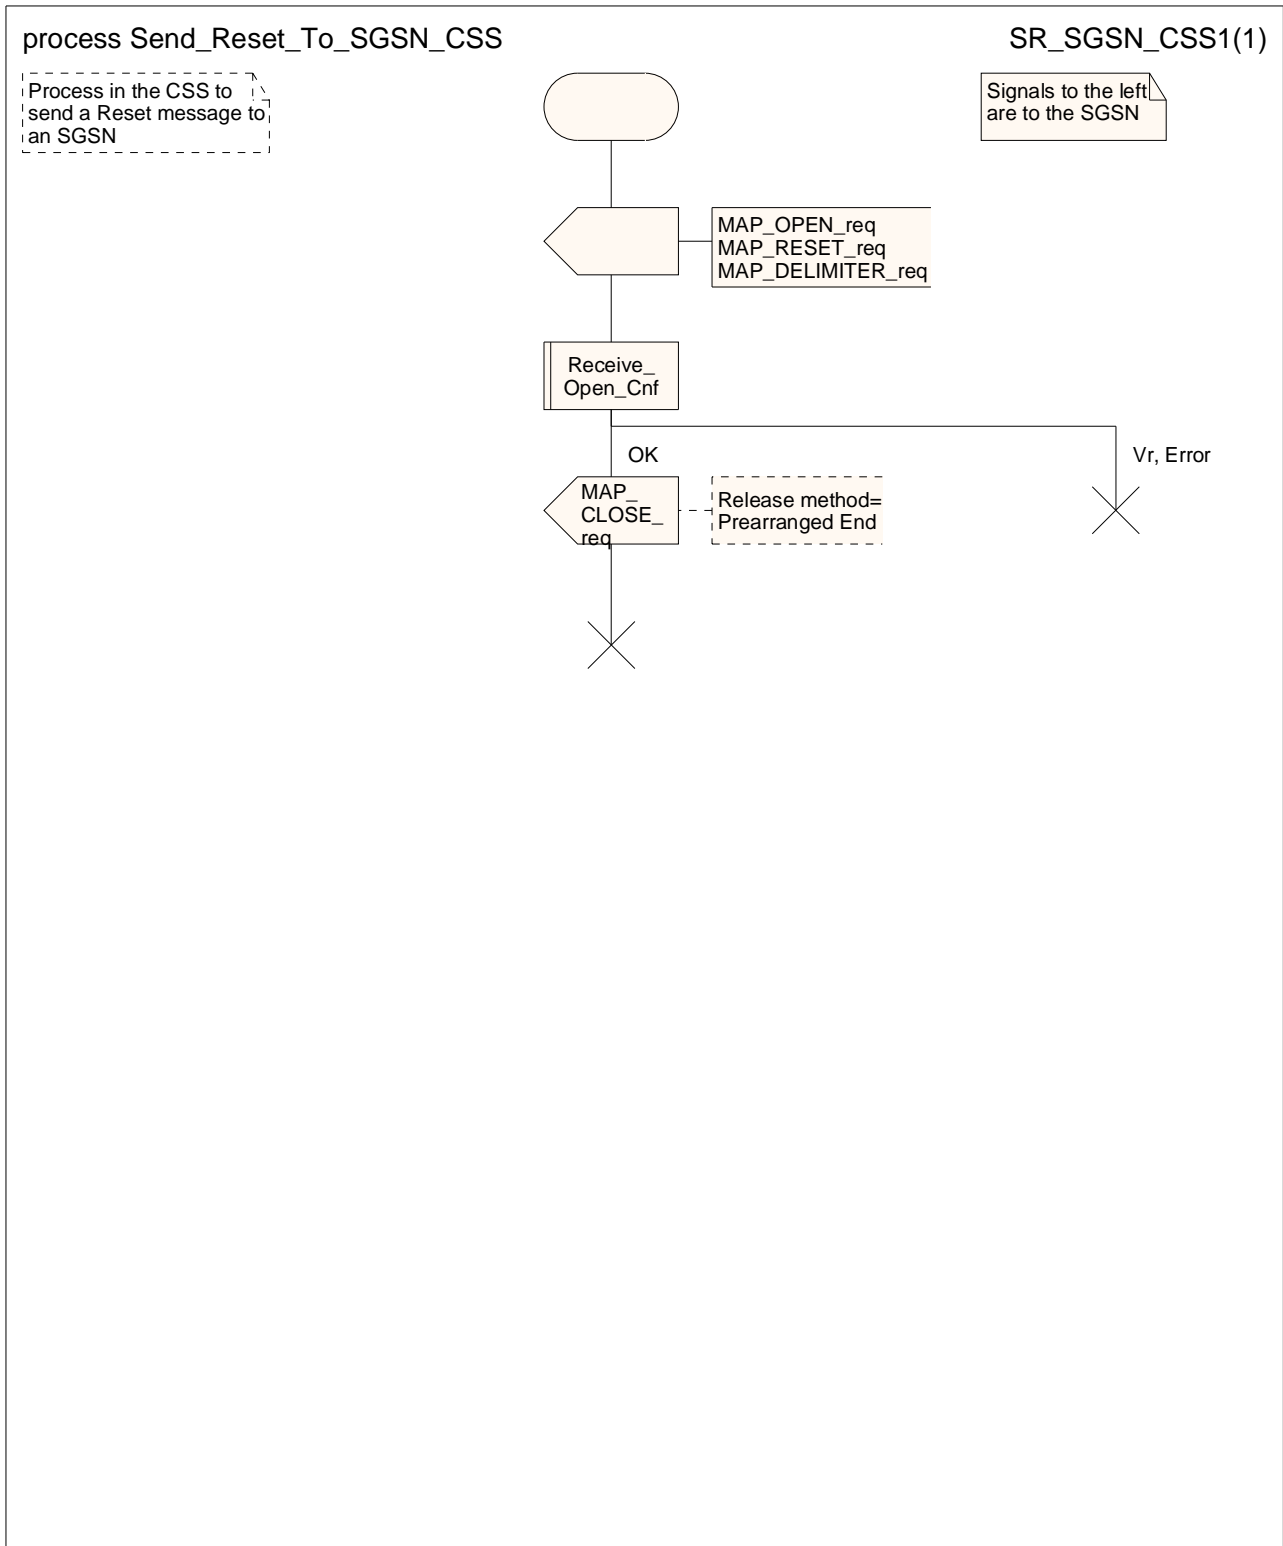 process Send_Reset_To_SGSN_CSS
SR_SGSN_CSS1(1)
Process in the CSS to
send a Reset message to
an SGSN
Signals to the left
are to the SGSN
MAP_OPEN_req
MAP_RESET_req
MAP_DELIMITER_req
Receive_
Open_Cnf
OK
Vr, Error
MAP_
CLOSE_
req
Release method=
Prearranged End